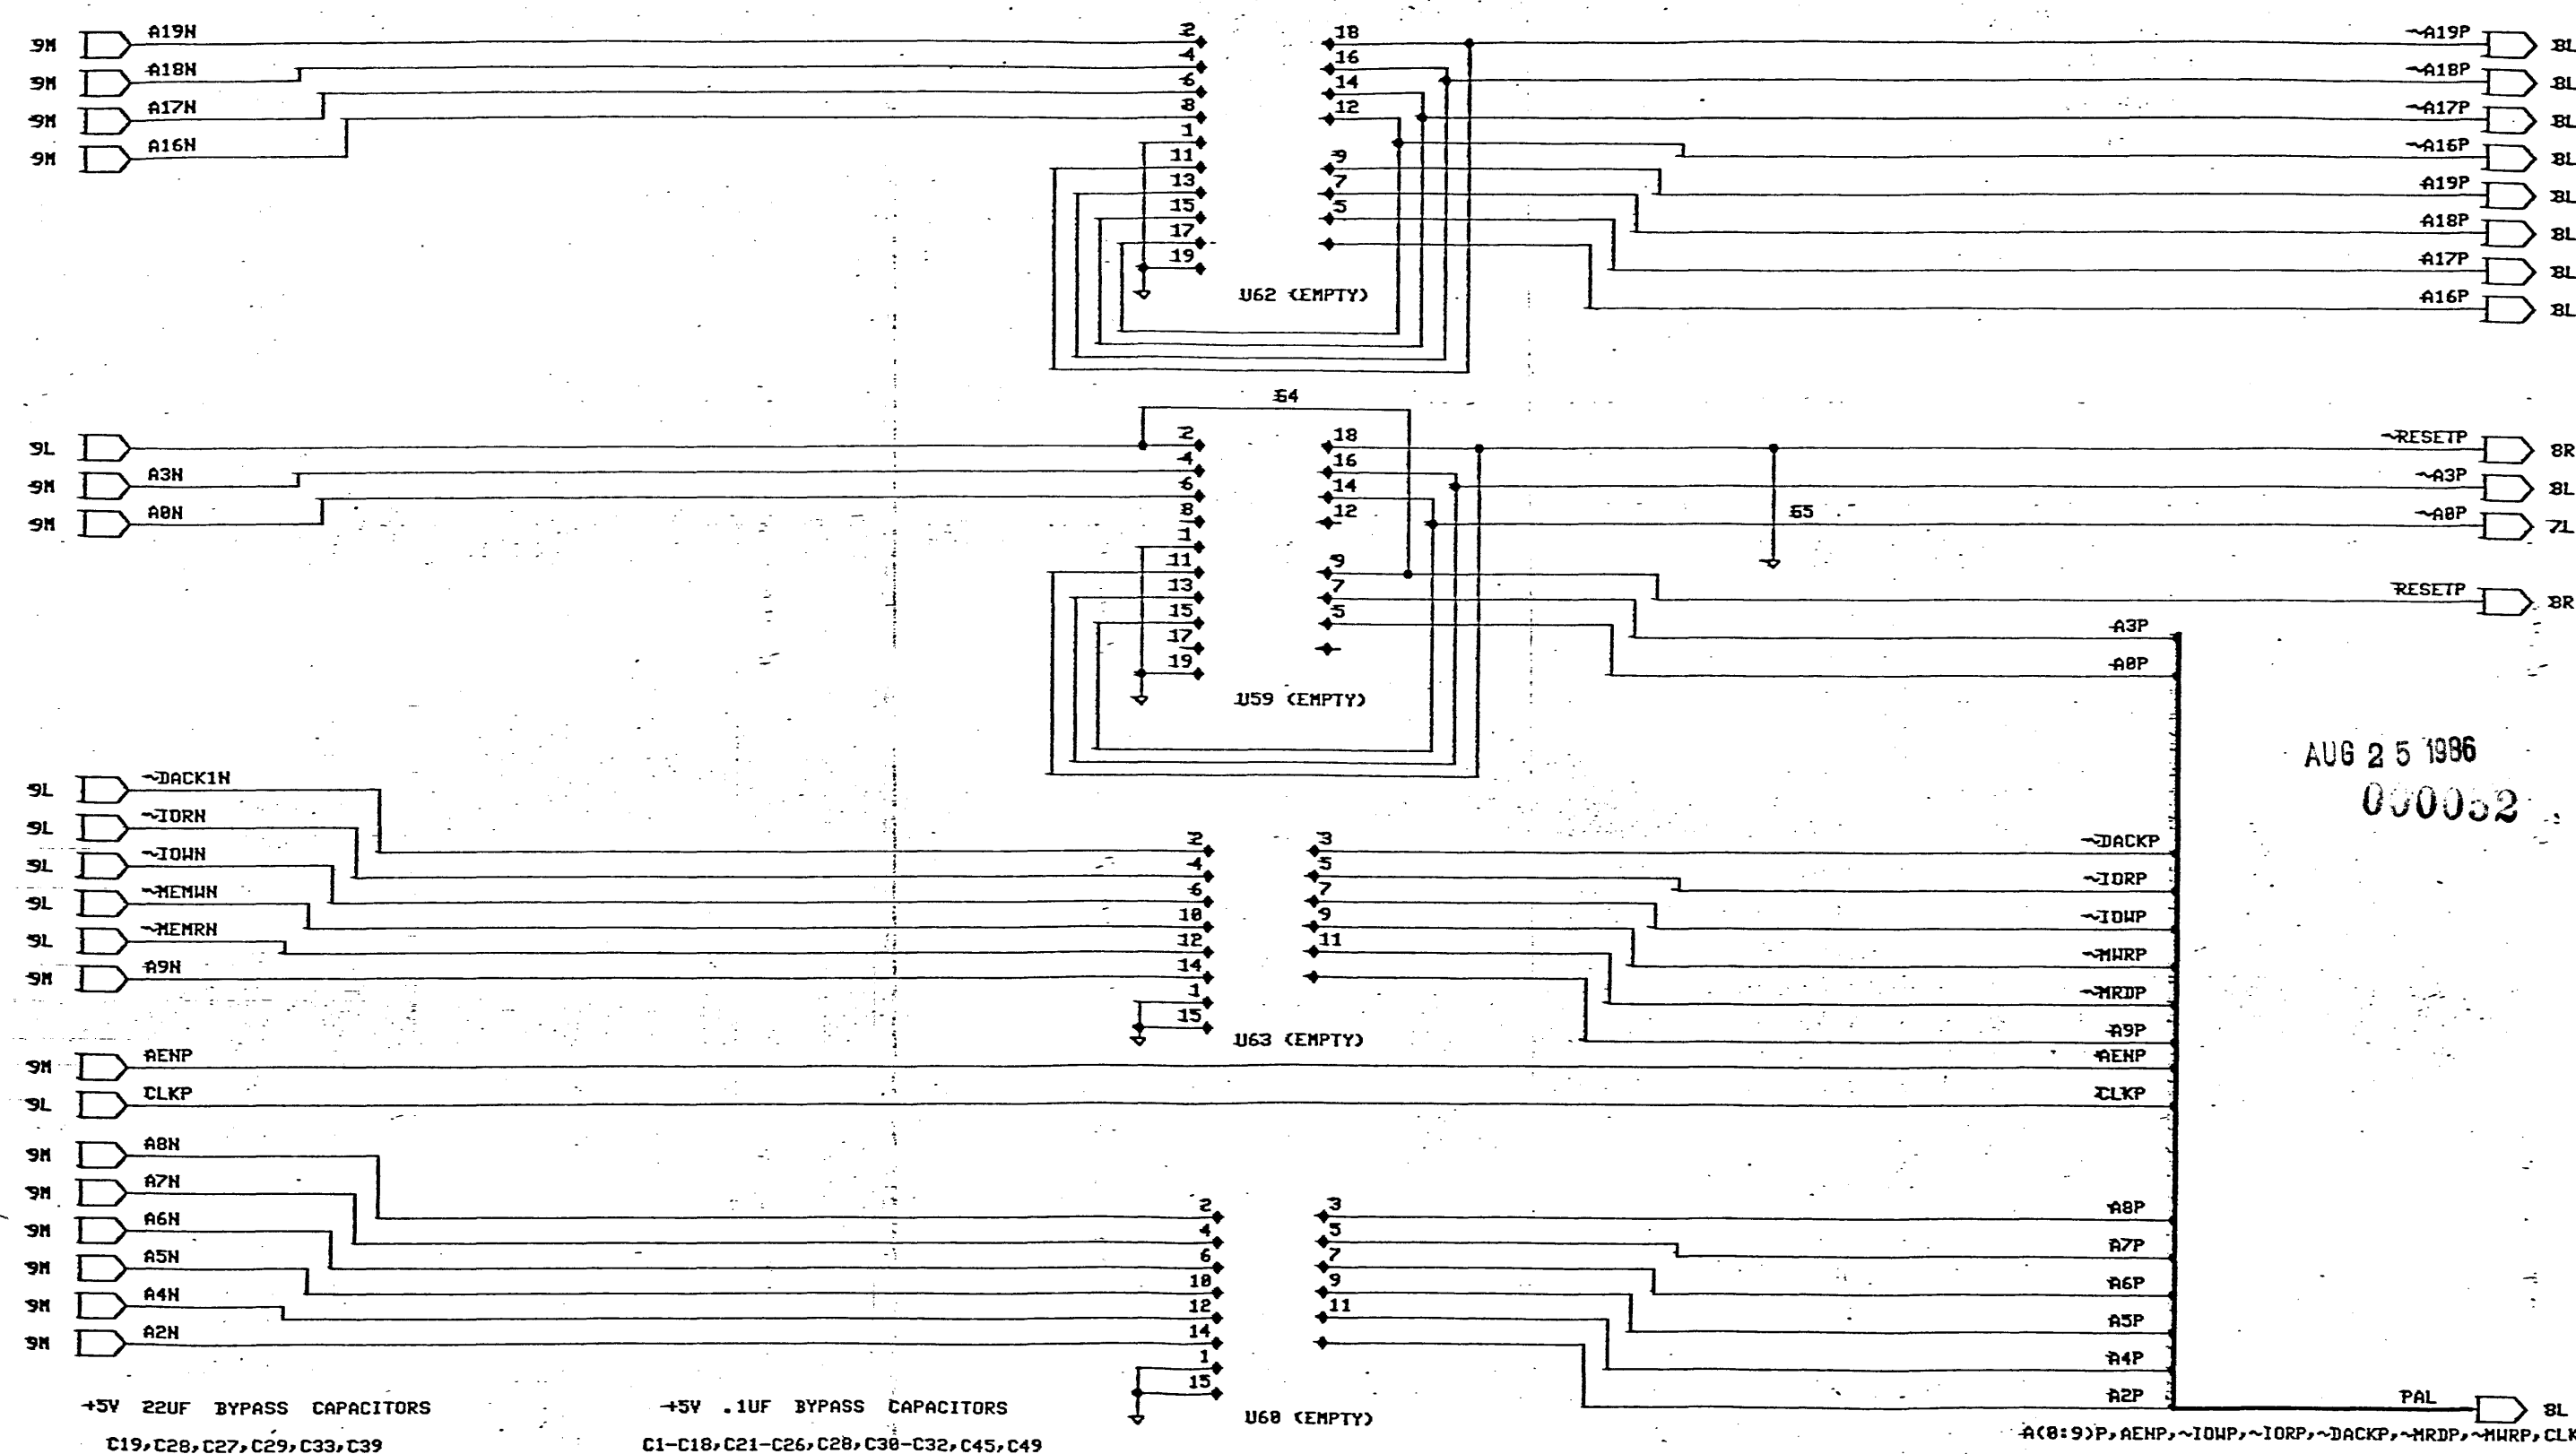 9M A19N 2 18 ~A19P 8L
9M A18N 4 16 ~A18P 8L
9M A17N 6 14 ~A17P 8L
9M A16N 8 12 ~A16P 8L
1
11 9 A19P 8L
13 7 A18P 8L
15 5 A17P 8L
17 A16P 8L
19
U62 (EMPTY)
64
9L 2 18 ~RESETP 8R
9M A3N 4 16 ~A3P 8L
9M A0N 6 14 ~A0P 7L
8 12 65
1
11 9 RESETP 8R
13 7 A3P
15 5 A0P
17
19
U59 (EMPTY)
AUG 25 1986
9L ~DACK1N 2 3 ~DACKP
9L ~IORN 4 5 ~IORP
9L ~IOWN 6 7 ~IOWP
9L ~MEMWN 10 9 ~MWRP
9L ~MEMRN 12 11 ~MRDP
9M A9N 14 A9P
1
15
U63 (EMPTY)
9M AENP AENP
9L CLKP CLKP
9M A8N 2 3 A8P
9M A7N 4 5 A7P
9M A6N 6 7 A6P
9M A5N 10 9 A5P
9M A4N 12 11 A4P
9M A2N 14 A2P
1
15
U60 (EMPTY)
PAL 8L
+5V 22UF BYPASS CAPACITORS
C19,C28,C27,C29,C33,C39
+5V .1UF BYPASS CAPACITORS
C1-C18,C21-C26,C28,C30-C32,C45,C49
A(0:9)P,AENP,~IOWP,~IORP,~DACKP,~MRDP,~MWRP,CLK